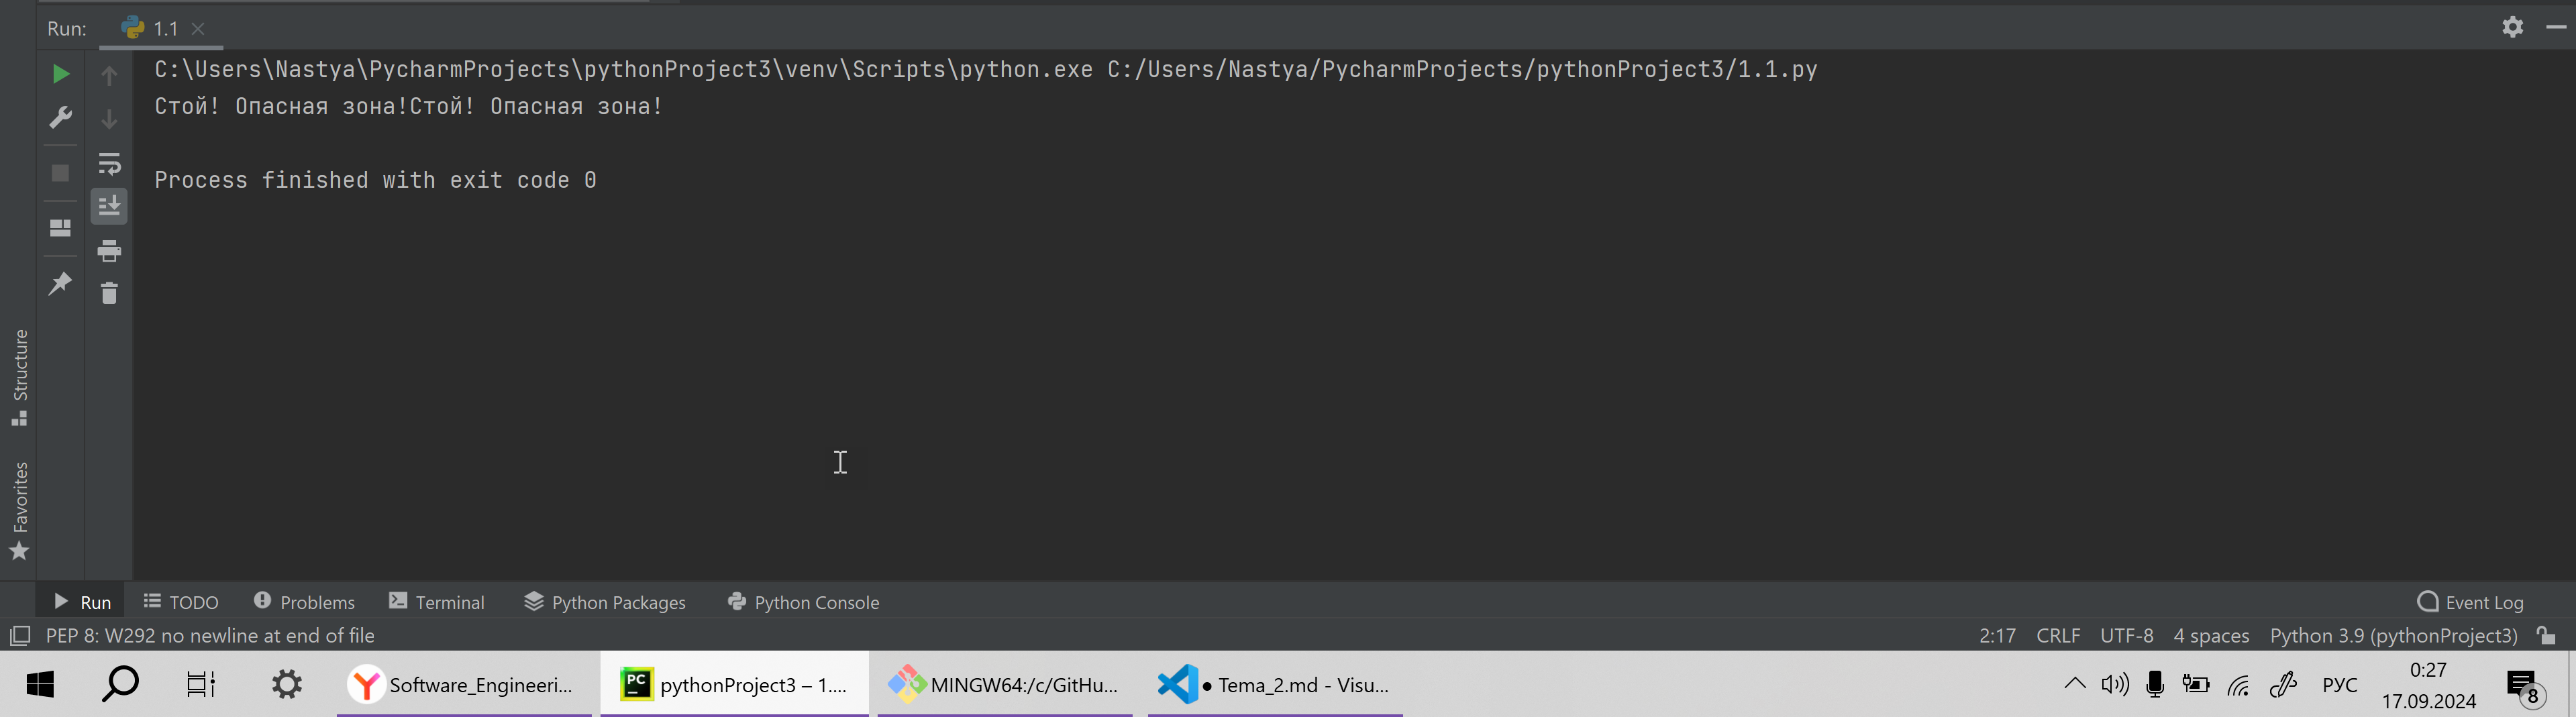 Run: 1.1
C:\Users\Nastya\PycharmProjects\pythonProject3\venv\Scripts\python.exe C:/Users/Nastya/PycharmProjects/pythonProject3/1.1.py
Стой! Опасная зона!Стой! Опасная зона!
Process finished with exit code 0
Structure
Favorites
Run TODO Problems Terminal Python Packages Python Console Event Log
PEP 8: W292 no newline at end of file 2:17 CRLF UTF-8 4 spaces Python 3.9 (pythonProject3)
Software_Engineeri... PC pythonProject3 – 1.... MINGW64:/c/GitHu... ● Tema_2.md - Visu... РУС 0:27
17.09.2024 8